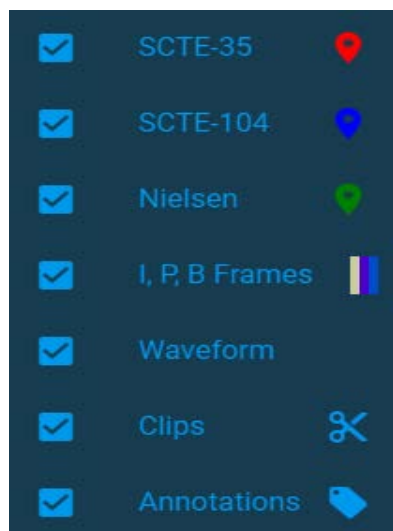 SCTE-35
SCTE-104
Nielsen
I, P, B Frames
Waveform
Clips
Annotations